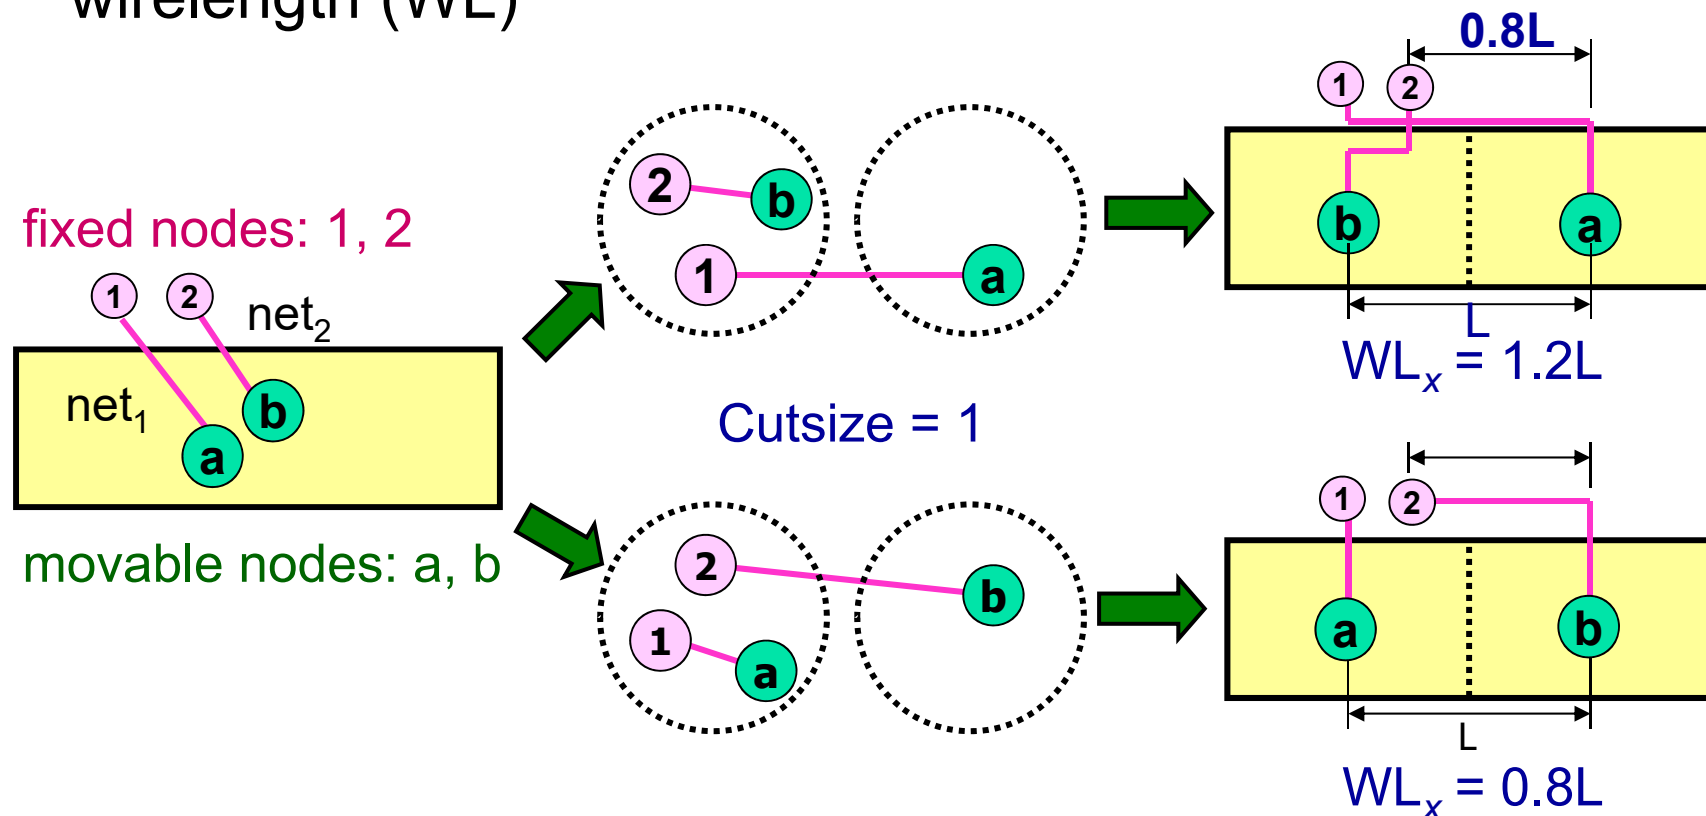 wirelength (WL)
fixed nodes: 1, 2
1
2
net2
net1
b
a
movable nodes: a, b
2
b
1
a
Cutsize = 1
2
b
1
a
0.8L
1
2
b
a
L
WLx = 1.2L
1
2
a
b
L
WLx = 0.8L